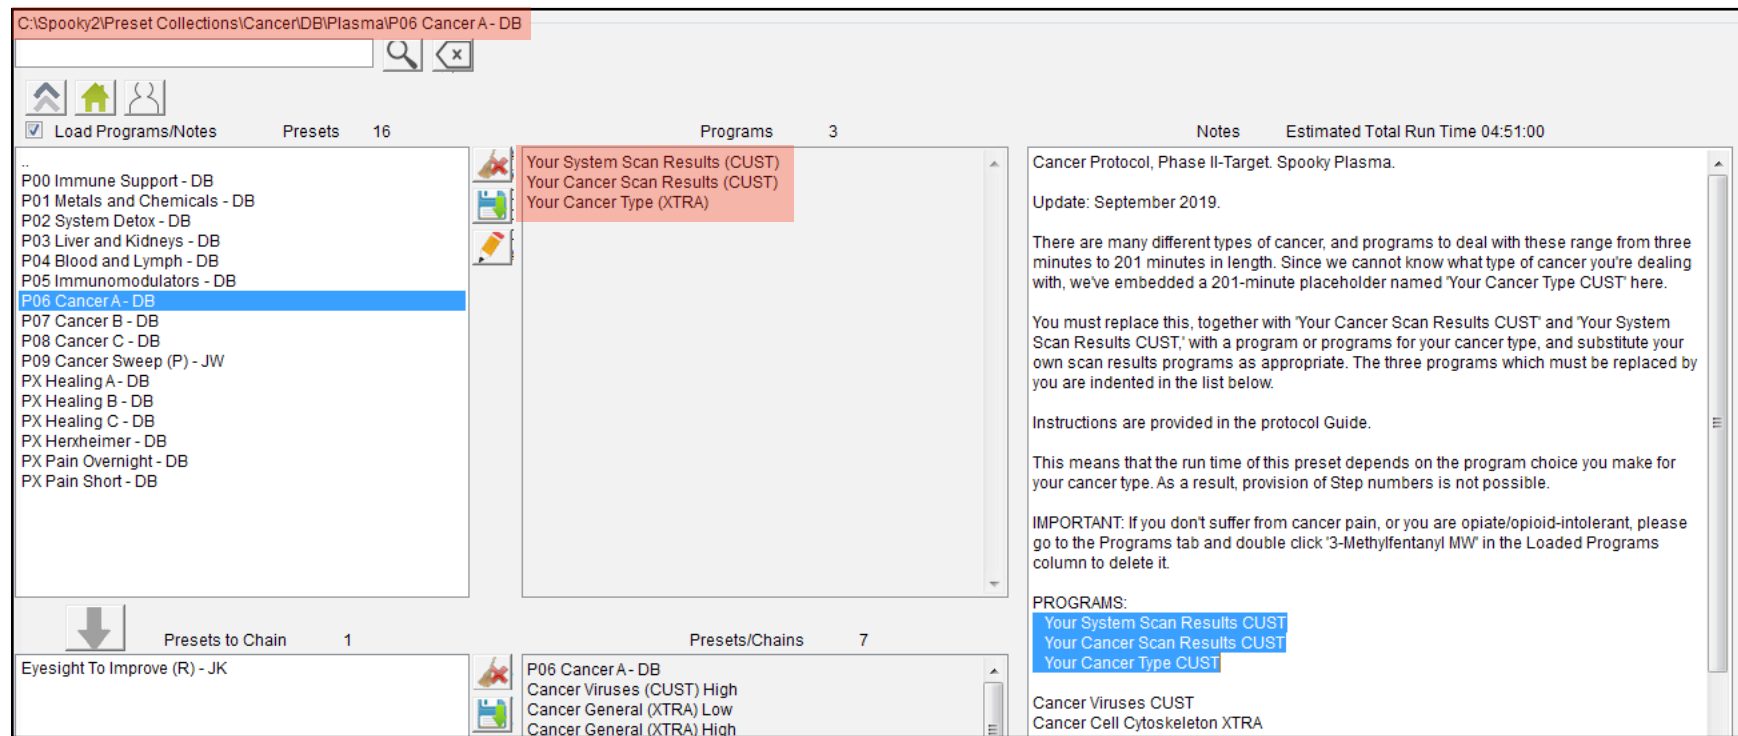 C:\Spooky2\Preset Collections\Cancer\DB\Plasma\P06 Cancer A - DB
Load Programs/Notes
Presets 16
Programs 3
Notes
Estimated Total Run Time 04:51:00
..
P00 Immune Support - DB
P01 Metals and Chemicals - DB
P02 System Detox - DB
P03 Liver and Kidneys - DB
P04 Blood and Lymph - DB
P05 Immunomodulators - DB
P06 Cancer A - DB
P07 Cancer B - DB
P08 Cancer C - DB
P09 Cancer Sweep (P) - JW
PX Healing A - DB
PX Healing B - DB
PX Healing C - DB
PX Herxheimer - DB
PX Pain Overnight - DB
PX Pain Short - DB
Your System Scan Results (CUST)
Your Cancer Scan Results (CUST)
Your Cancer Type (XTRA)
Cancer Protocol, Phase II-Target. Spooky Plasma.
Update: September 2019.
There are many different types of cancer, and programs to deal with these range from three
minutes to 201 minutes in length. Since we cannot know what type of cancer you're dealing
with, we've embedded a 201-minute placeholder named 'Your Cancer Type CUST' here.
You must replace this, together with 'Your Cancer Scan Results CUST' and 'Your System
Scan Results CUST,' with a program or programs for your cancer type, and substitute your
own scan results programs as appropriate. The three programs which must be replaced by
you are indented in the list below.
Instructions are provided in the protocol Guide.
This means that the run time of this preset depends on the program choice you make for
your cancer type. As a result, provision of Step numbers is not possible.
IMPORTANT: If you don't suffer from cancer pain, or you are opiate/opioid-intolerant, please
go to the Programs tab and double click '3-Methylfentanyl MW' in the Loaded Programs
column to delete it.
PROGRAMS:
Your System Scan Results CUST
Your Cancer Scan Results CUST
Your Cancer Type CUST
Cancer Viruses CUST
Cancer Cell Cytoskeleton XTRA
Presets to Chain 1
Presets/Chains 7
Eyesight To Improve (R) - JK
P06 Cancer A - DB
Cancer Viruses (CUST) High
Cancer General (XTRA) Low
Cancer General (XTRA) High